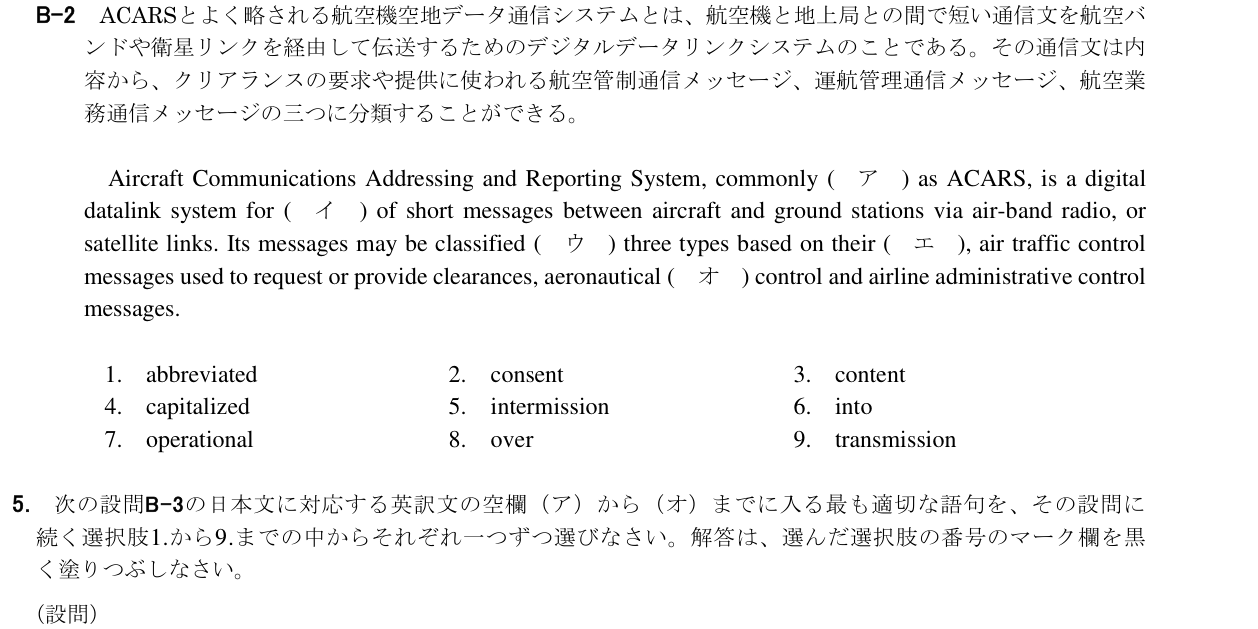 B-2 ACARSとよく略される航空機空地データ通信システムとは、航空機と地上局との間で短い通信文を航空バ
ンドや衛星リンクを経由して伝送するためのデジタルデータリンクシステムのことである。その通信文は内
容から、クリアランスの要求や提供に使われる航空管制通信メッセージ、運航管理通信メッセージ、航空業
務通信メッセージの三つに分類することができる。
Aircraft Communications Addressing and Reporting System, commonly ( ア ) as ACARS, is a digital
datalink system for ( イ ) of short messages between aircraft and ground stations via air-band radio, or
satellite links. Its messages may be classified ( ウ ) three types based on their ( エ ), air traffic control
messages used to request or provide clearances, aeronautical ( オ ) control and airline administrative control
messages.
1. abbreviated 2. consent 3. content
4. capitalized 5. intermission 6. into
7. operational 8. over 9. transmission
5. 次の設問B-3の日本文に対応する英訳文の空欄（ア）から（オ）までに入る最も適切な語句を、その設問に
続く選択肢1.から9.までの中からそれぞれ一つずつ選びなさい。解答は、選んだ選択肢の番号のマーク欄を黒
く塗りつぶしなさい。
（設問）